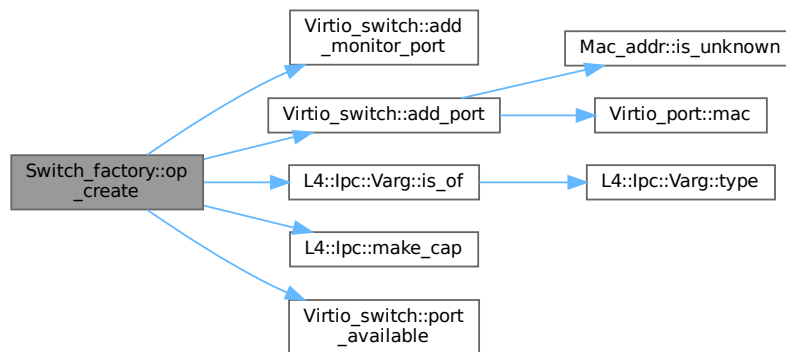 Switch_factory::op
_create
Virtio_switch::add
_monitor_port
Virtio_switch::add_port
Mac_addr::is_unknown
Virtio_port::mac
L4::Ipc::Varg::is_of
L4::Ipc::Varg::type
L4::Ipc::make_cap
Virtio_switch::port
_available